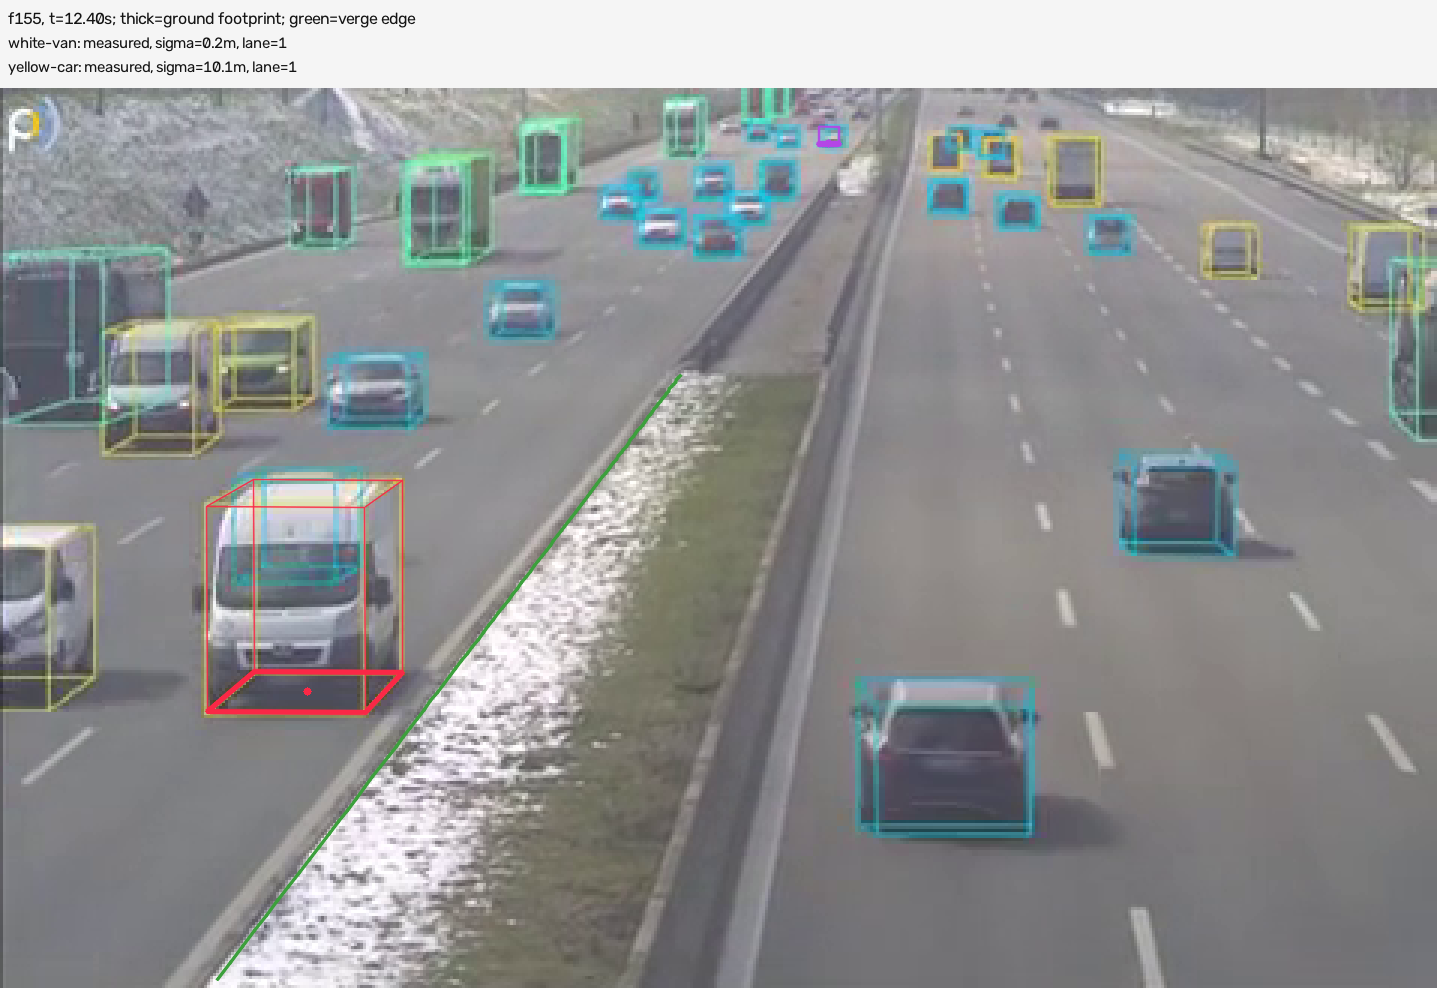 f155, t=12.40s; thick=ground footprint; green=verge edge
white-van: measured, sigma=0.2m, lane=1
yellow-car: measured, sigma=10.1m, lane=1